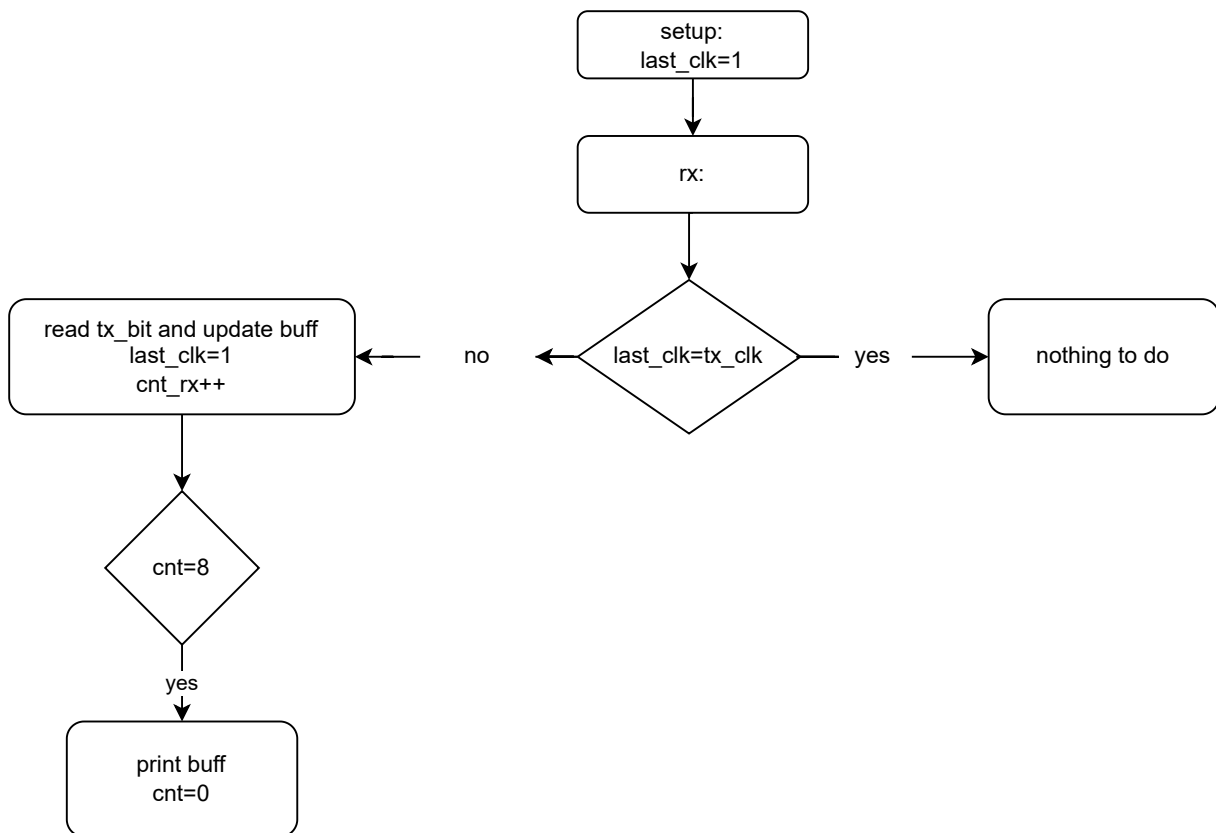 setup:
last_clk=1
rx:
last_clk=tx_clk
no
yes
read tx_bit and update buff
last_clk=1
cnt_rx++
nothing to do
cnt=8
yes
print buff
cnt=0